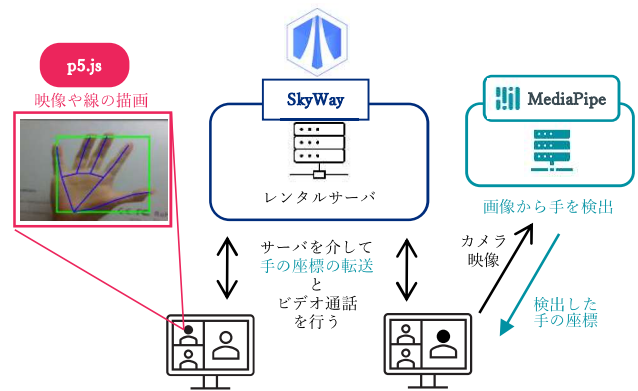 p5.js
映像や線の描画
SkyWay
レンタルサーバ
MediaPipe
画像から手を検出
サーバを介して
手の座標の転送
と
ビデオ通話
を行う
カメラ
映像
検出した
手の座標